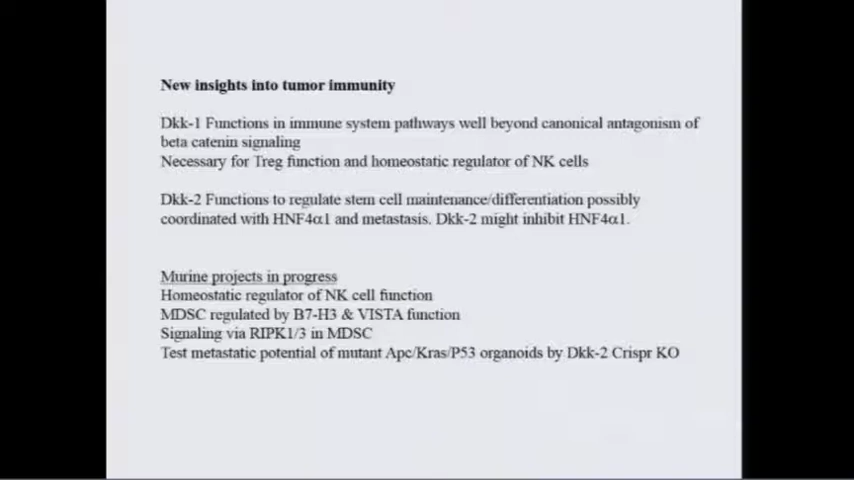 New insights into tumor immunity
Dkk-1 Functions in immune system pathways well beyond canonical antagonism of
beta catenin signaling
Necessary for Treg function and homeostatic regulator of NK cells
Dkk-2 Functions to regulate stem cell maintenance/differentiation possibly
coordinated with HNF4α1 and metastasis. Dkk-2 might inhibit HNF4α1.
Murine projects in progress
Homeostatic regulator of NK cell function
MDSC regulated by B7-H3 & VISTA function
Signaling via RIPK1/3 in MDSC
Test metastatic potential of mutant Apc/Kras/P53 organoids by Dkk-2 Crispr KO